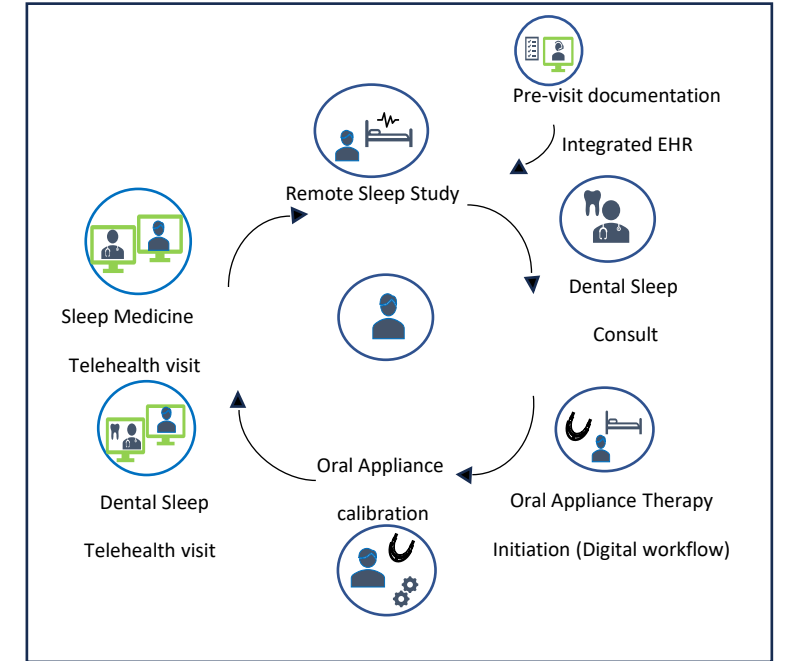 Pre-visit documentation
Integrated EHR
Remote Sleep Study
Dental Sleep
Consult
Sleep Medicine
Telehealth visit
Oral Appliance
calibration
Oral Appliance Therapy
Initiation (Digital workflow)
Dental Sleep
Telehealth visit